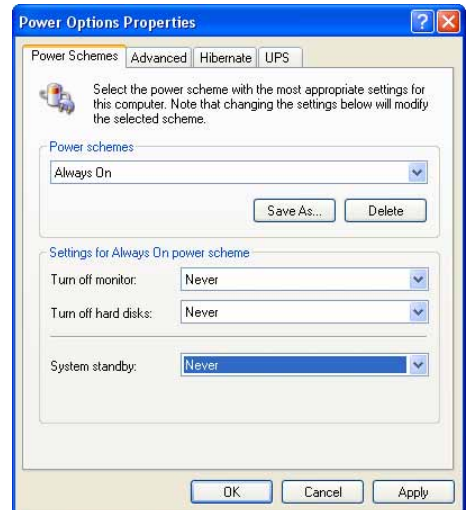 Power Options Properties
Power Schemes Advanced Hibernate UPS
Select the power scheme with the most appropriate settings for
this computer. Note that changing the settings below will modify
the selected scheme.
Power schemes
Always On
Save As... Delete
Settings for Always On power scheme
Turn off monitor: Never
Turn off hard disks: Never
System standby: Never
OK Cancel Apply